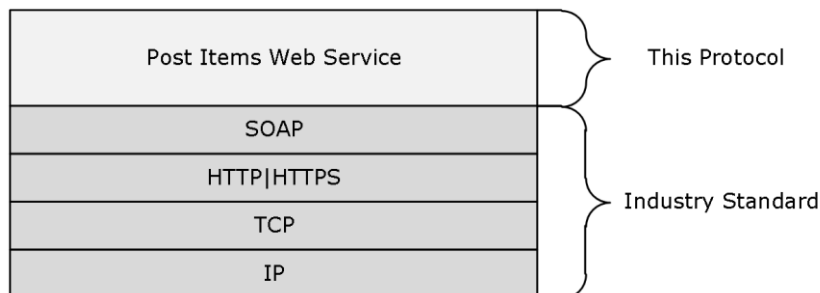 Post Items Web Service
This Protocol
SOAP
HTTP|HTTPS
TCP
Industry Standard
IP